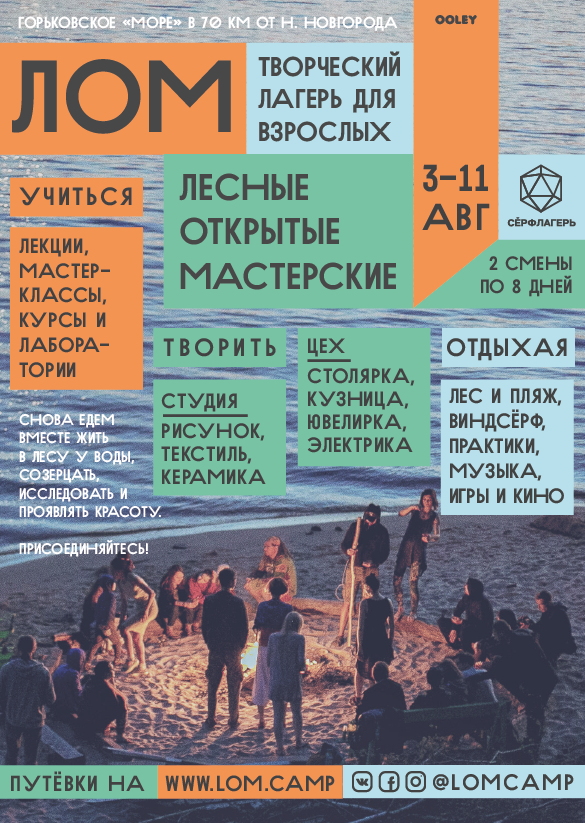 ГОРЬКОВСКОЕ «МОРЕ» В 70 КМ ОТ Н. НОВГОРОДА
OOLEY
ЛОМ
ТВОРЧЕСКИЙ
ЛАГЕРЬ ДЛЯ
ВЗРОСЛЫХ
ЛЕСНЫЕ
ОТКРЫТЫЕ
МАСТЕРСКИЕ
3–11
АВГ
СЁРФЛАГЕРЬ
2 СМЕНЫ
ПО 8 ДНЕЙ
УЧИТЬСЯ
ЛЕКЦИИ,
МАСТЕР–
КЛАССЫ,
КУРСЫ И
ЛАБОРА–
ТОРИИ
ТВОРИТЬ
СТУДИЯ
РИСУНОК,
ТЕКСТИЛЬ,
КЕРАМИКА
ЦЕХ
СТОЛЯРКА,
КУЗНИЦА,
ЮВЕЛИРКА,
ЭЛЕКТРИКА
ОТДЫХАЯ
ЛЕС И ПЛЯЖ,
ВИНДСЁРФ,
ПРАКТИКИ,
МУЗЫКА,
ИГРЫ И КИНО
СНОВА ЕДЕМ
ВМЕСТЕ ЖИТЬ
В ЛЕСУ У ВОДЫ,
СОЗЕРЦАТЬ,
ИССЛЕДОВАТЬ И
ПРОЯВЛЯТЬ КРАСОТУ.
ПРИСОЕДИНЯЙТЕСЬ!
ПУТЁВКИ НА WWW.LOM.CAMP @LOMCAMP